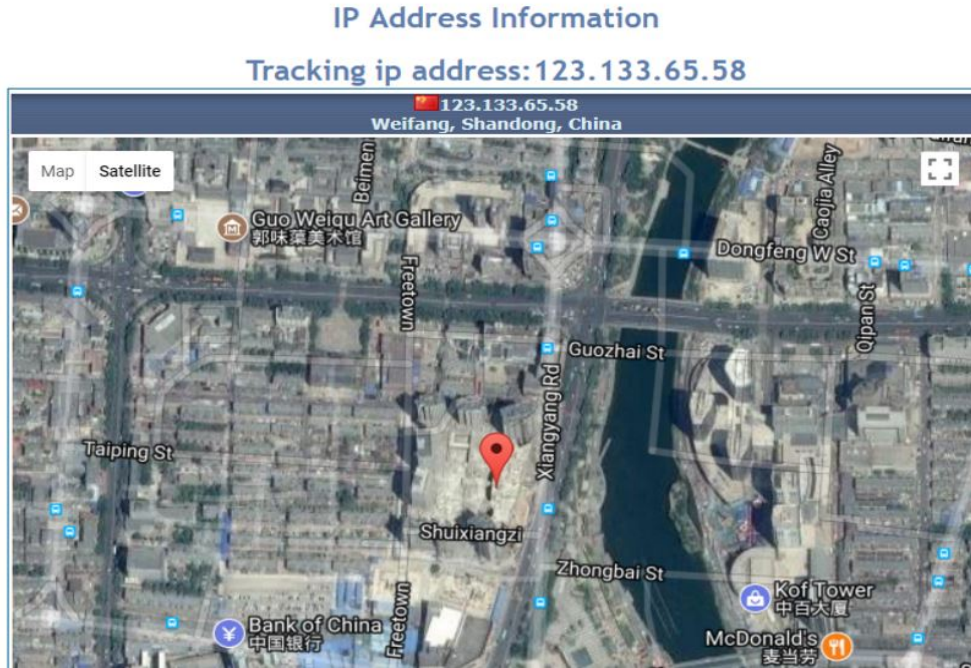 IP Address Information
Tracking ip address:123.133.65.58
123.133.65.58
Weifang, Shandong, China
Map
Satellite
Beimen
Caojia Alley
Guo Weiqu Art Gallery
郭味蕖美术馆
Dongfeng W St
Freetown
Qipan St
Guozhai St
Xiangyang Rd
Taiping St
Shuixiangzi
Zhongbai St
Freetown
Kof Tower
中百大厦
Bank of China
中国银行
McDonald's
麦当劳